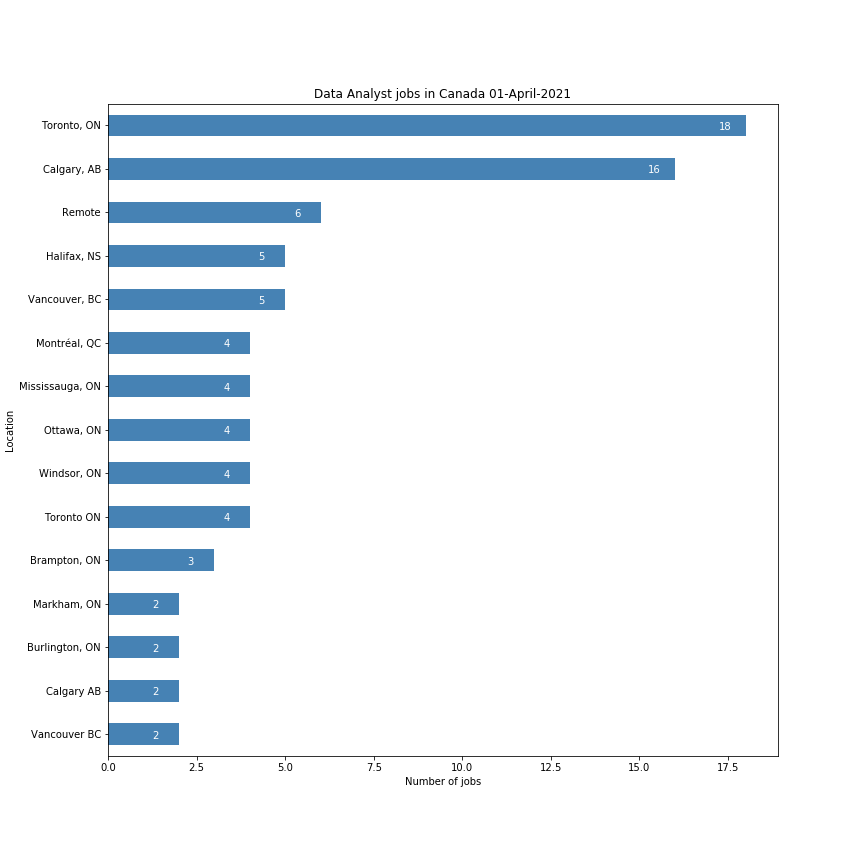 Data Analyst jobs in Canada 01-April-2021
Toronto, ON 18
Calgary, AB 16
Remote 6
Halifax, NS 5
Vancouver, BC 5
Montréal, QC 4
Mississauga, ON 4
Ottawa, ON 4
Windsor, ON 4
Toronto ON 4
Brampton, ON 3
Markham, ON 2
Burlington, ON 2
Calgary AB 2
Vancouver BC 2
Location
0.0 2.5 5.0 7.5 10.0 12.5 15.0 17.5
Number of jobs